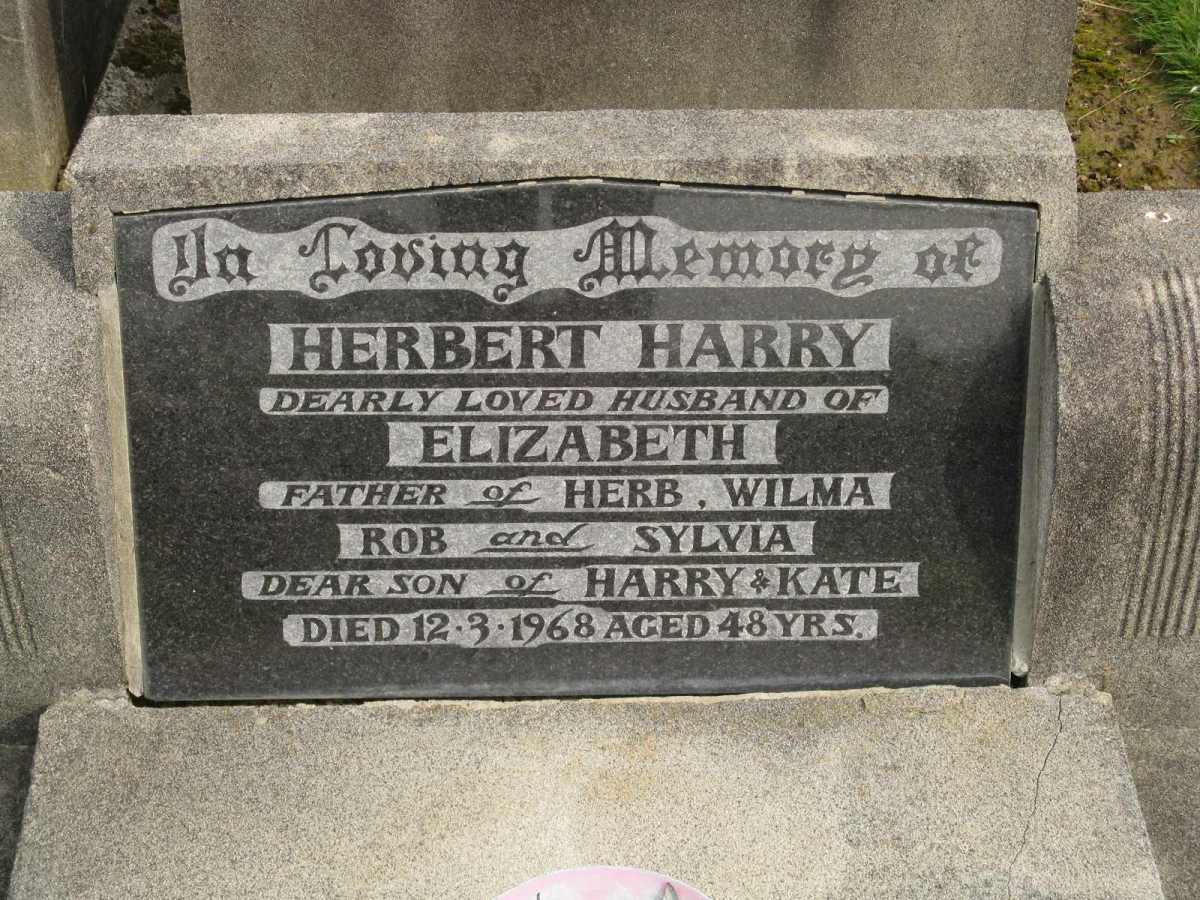 In Loving Memory of
HERBERT HARRY
DEARLY LOVED HUSBAND OF
ELIZABETH
FATHER of HERB, WILMA
ROB and SYLVIA
DEAR SON of HARRY & KATE
DIED 12·3·1968 AGED 48 YRS.